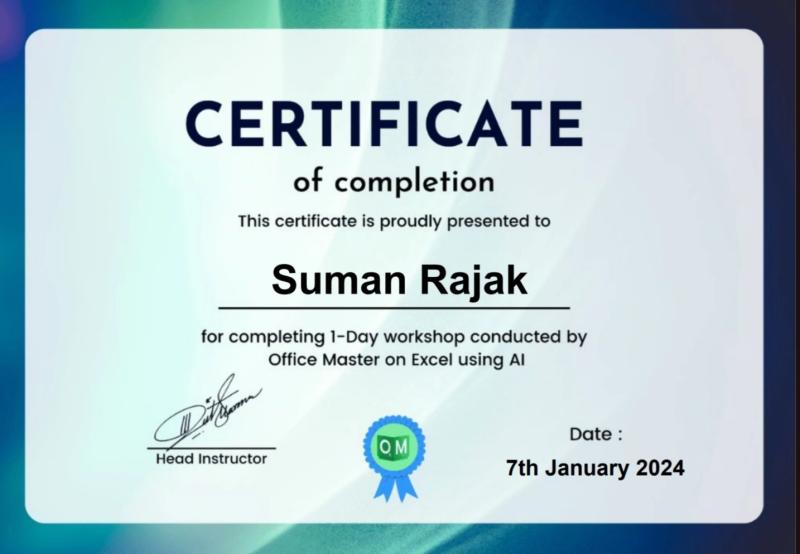 CERTIFICATE
of completion
This certificate is proudly presented to
Suman Rajak
for completing 1-Day workshop conducted by
Office Master on Excel using AI
Head Instructor
OM
Date :
7th January 2024